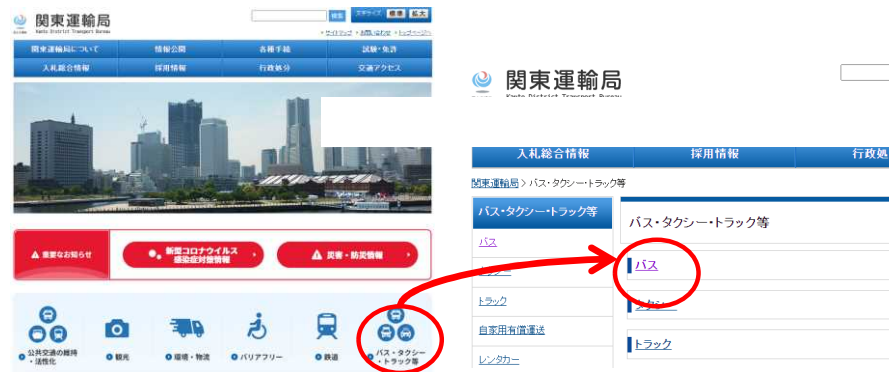 関東運輸局
Kanto District Transport Bureau
検索
文字サイズ 標準 拡大
サイトマップ お問い合わせ トップページへ
関東運輸局について 情報公開 各種手続 試験・免許
入札総合情報 採用情報 行政処分 交通アクセス
重要なお知らせ
新型コロナウイルス
感染症対策情報
災害・防災情報
公共交通の維持
・活性化
観光
環境・物流
バリアフリー
鉄道
バス・タクシー
・トラック等
関東運輸局
Kanto District Transport Bureau
入札総合情報 採用情報 行政処
関東運輸局 > バス・タクシー・トラック等
バス・タクシー・トラック等
バス
タクシー
トラック
自家用有償運送
レンタカー
バス・タクシー・トラック等
バス
タクシー
トラック